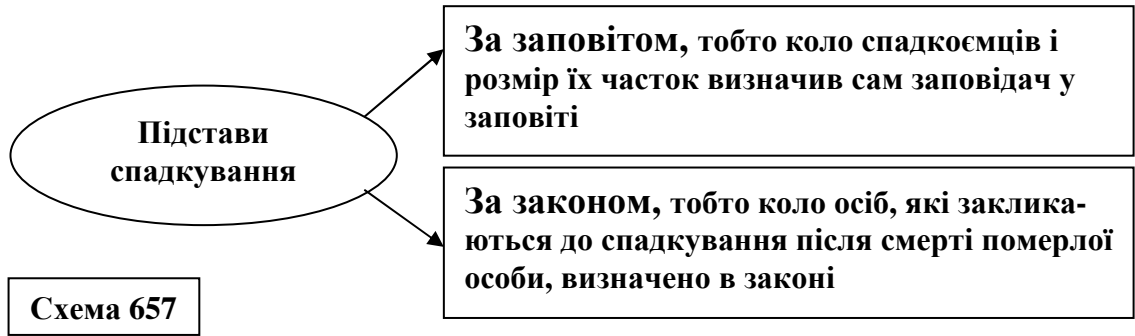 За заповітом, тобто коло спадкоємців і
розмір їх часток визначив сам заповідач у
заповіті
Підстави
спадкування
За законом, тобто коло осіб, які заклика-
ються до спадкування після смерті померлої
особи, визначено в законі
Схема 657